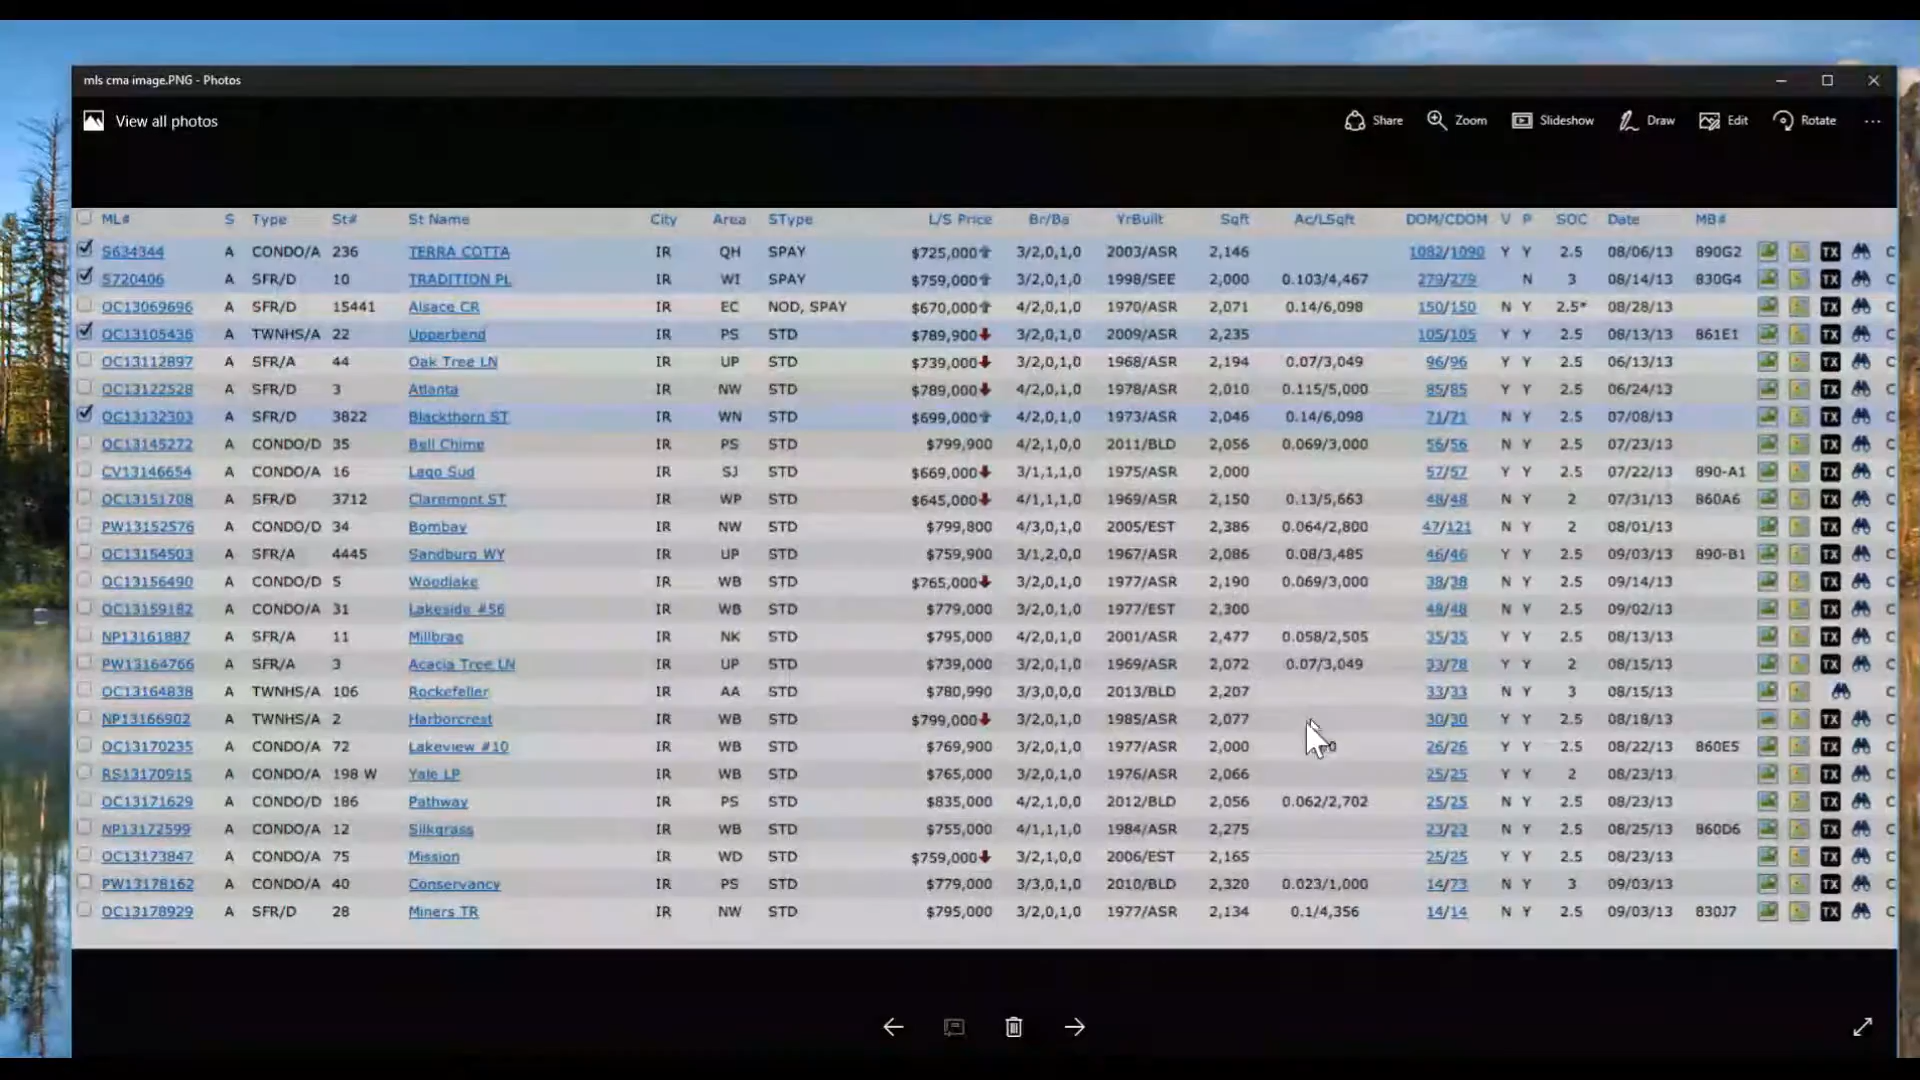 mls cma image.PNG - Photos
View all photos Share Zoom Slideshow Draw Edit Rotate ...
ML# S Type St# St Name City Area SType L/S Price Br/Ba YrBuilt Sqft Ac/LSqft DOM/CDOM V P SOC Date MB#
S634344 A CONDO/A 236 TERRA COTTA IR QH SPAY $725,000 3/2,0,1,0 2003/ASR 2,146 1082/1090 Y Y 2.5 08/06/13 890G2 TX C
S720406 A SFR/D 10 TRADITION PL IR WI SPAY $759,000 3/2,0,1,0 1998/SEE 2,000 0.103/4,467 279/279 N 3 08/14/13 830G4 TX C
OC13069696 A SFR/D 15441 Alsace CR IR EC NOD, SPAY $670,000 4/2,0,1,0 1970/ASR 2,071 0.14/6,098 150/150 N Y 2.5* 08/28/13 TX C
OC13105436 A TWNHS/A 22 Upperbend IR PS STD $789,900 3/2,0,1,0 2009/ASR 2,235 105/105 Y Y 2.5 08/13/13 861E1 TX C
OC13112897 A SFR/A 44 Oak Tree LN IR UP STD $739,000 3/2,0,1,0 1968/ASR 2,194 0.07/3,049 96/96 Y Y 2.5 06/13/13 TX C
OC13122528 A SFR/D 3 Atlanta IR NW STD $789,000 4/2,0,1,0 1978/ASR 2,010 0.115/5,000 85/85 Y Y 2.5 06/24/13 TX C
OC13132303 A SFR/D 3822 Blackthorn ST IR WN STD $699,000 4/2,0,1,0 1973/ASR 2,046 0.14/6,098 71/71 N Y 2.5 07/08/13 TX C
OC13145272 A CONDO/D 35 Bell Chime IR PS STD $799,900 4/2,1,0,0 2011/BLD 2,056 0.069/3,000 56/56 N Y 2.5 07/23/13 TX C
CV13146654 A CONDO/A 16 Lago Sud IR SJ STD $669,000 3/1,1,1,0 1975/ASR 2,000 57/57 Y Y 2.5 07/22/13 890-A1 TX C
OC13151708 A SFR/D 3712 Claremont ST IR WP STD $645,000 4/1,1,1,0 1969/ASR 2,150 0.13/5,663 48/48 N Y 2 07/31/13 860A6 TX C
PW13152576 A CONDO/D 34 Bombay IR NW STD $799,800 4/3,0,1,0 2005/EST 2,386 0.064/2,800 47/121 N Y 2 08/01/13 TX C
OC13154503 A SFR/A 4445 Sandburg WY IR UP STD $759,900 3/1,2,0,0 1967/ASR 2,086 0.08/3,485 46/46 Y Y 2.5 09/03/13 890-B1 TX C
OC13156490 A CONDO/D 5 Woodlake IR WB STD $765,000 3/2,0,1,0 1977/ASR 2,190 0.069/3,000 38/38 N Y 2.5 09/14/13 TX C
OC13159182 A CONDO/A 31 Lakeside #56 IR WB STD $779,000 3/2,0,1,0 1977/EST 2,300 48/48 N Y 2.5 09/02/13 TX C
NP13161887 A SFR/A 11 Millbrae IR NK STD $795,000 4/2,0,1,0 2001/ASR 2,477 0.058/2,505 35/35 Y Y 2.5 08/13/13 TX C
PW13164766 A SFR/A 3 Acacia Tree LN IR UP STD $739,000 4/2,0,1,0 1969/ASR 2,072 0.07/3,049 33/78 Y Y 2 08/15/13 TX C
OC13164838 A TWNHS/A 106 Rockefeller IR AA STD $780,990 3/3,0,0,0 2013/BLD 2,207 33/33 N Y 3 08/15/13 C
NP13166902 A TWNHS/A 2 Harborcrest IR WB STD $799,000 3/2,0,1,0 1985/ASR 2,077 30/30 Y Y 2.5 08/18/13 TX C
OC13170235 A CONDO/A 72 Lakeview #10 IR WB STD $769,900 3/2,0,1,0 1977/ASR 2,000 26/26 Y Y 2.5 08/22/13 860E5 TX C
RS13170915 A CONDO/A 198 W Yale LP IR WB STD $765,000 3/2,0,1,0 1976/ASR 2,066 25/25 Y Y 2 08/23/13 TX C
OC13171629 A CONDO/D 186 Pathway IR PS STD $835,000 4/2,1,0,0 2012/BLD 2,056 0.062/2,702 25/25 N Y 2.5 08/23/13 TX C
NP13172599 A CONDO/A 12 Silkgrass IR WB STD $755,000 4/1,1,1,0 1984/ASR 2,275 23/23 N Y 2.5 08/25/13 860D6 TX C
OC13173847 A CONDO/A 75 Mission IR WD STD $759,000 3/2,1,0,0 2006/EST 2,165 25/25 Y Y 2.5 08/23/13 TX C
PW13178162 A CONDO/A 40 Conservancy IR PS STD $779,000 3/3,0,1,0 2010/BLD 2,320 0.023/1,000 14/73 N Y 3 09/03/13 TX C
OC13178929 A SFR/D 28 Miners TR IR NW STD $795,000 3/2,0,1,0 1977/ASR 2,134 0.1/4,356 14/14 N Y 2.5 09/03/13 830J7 TX C